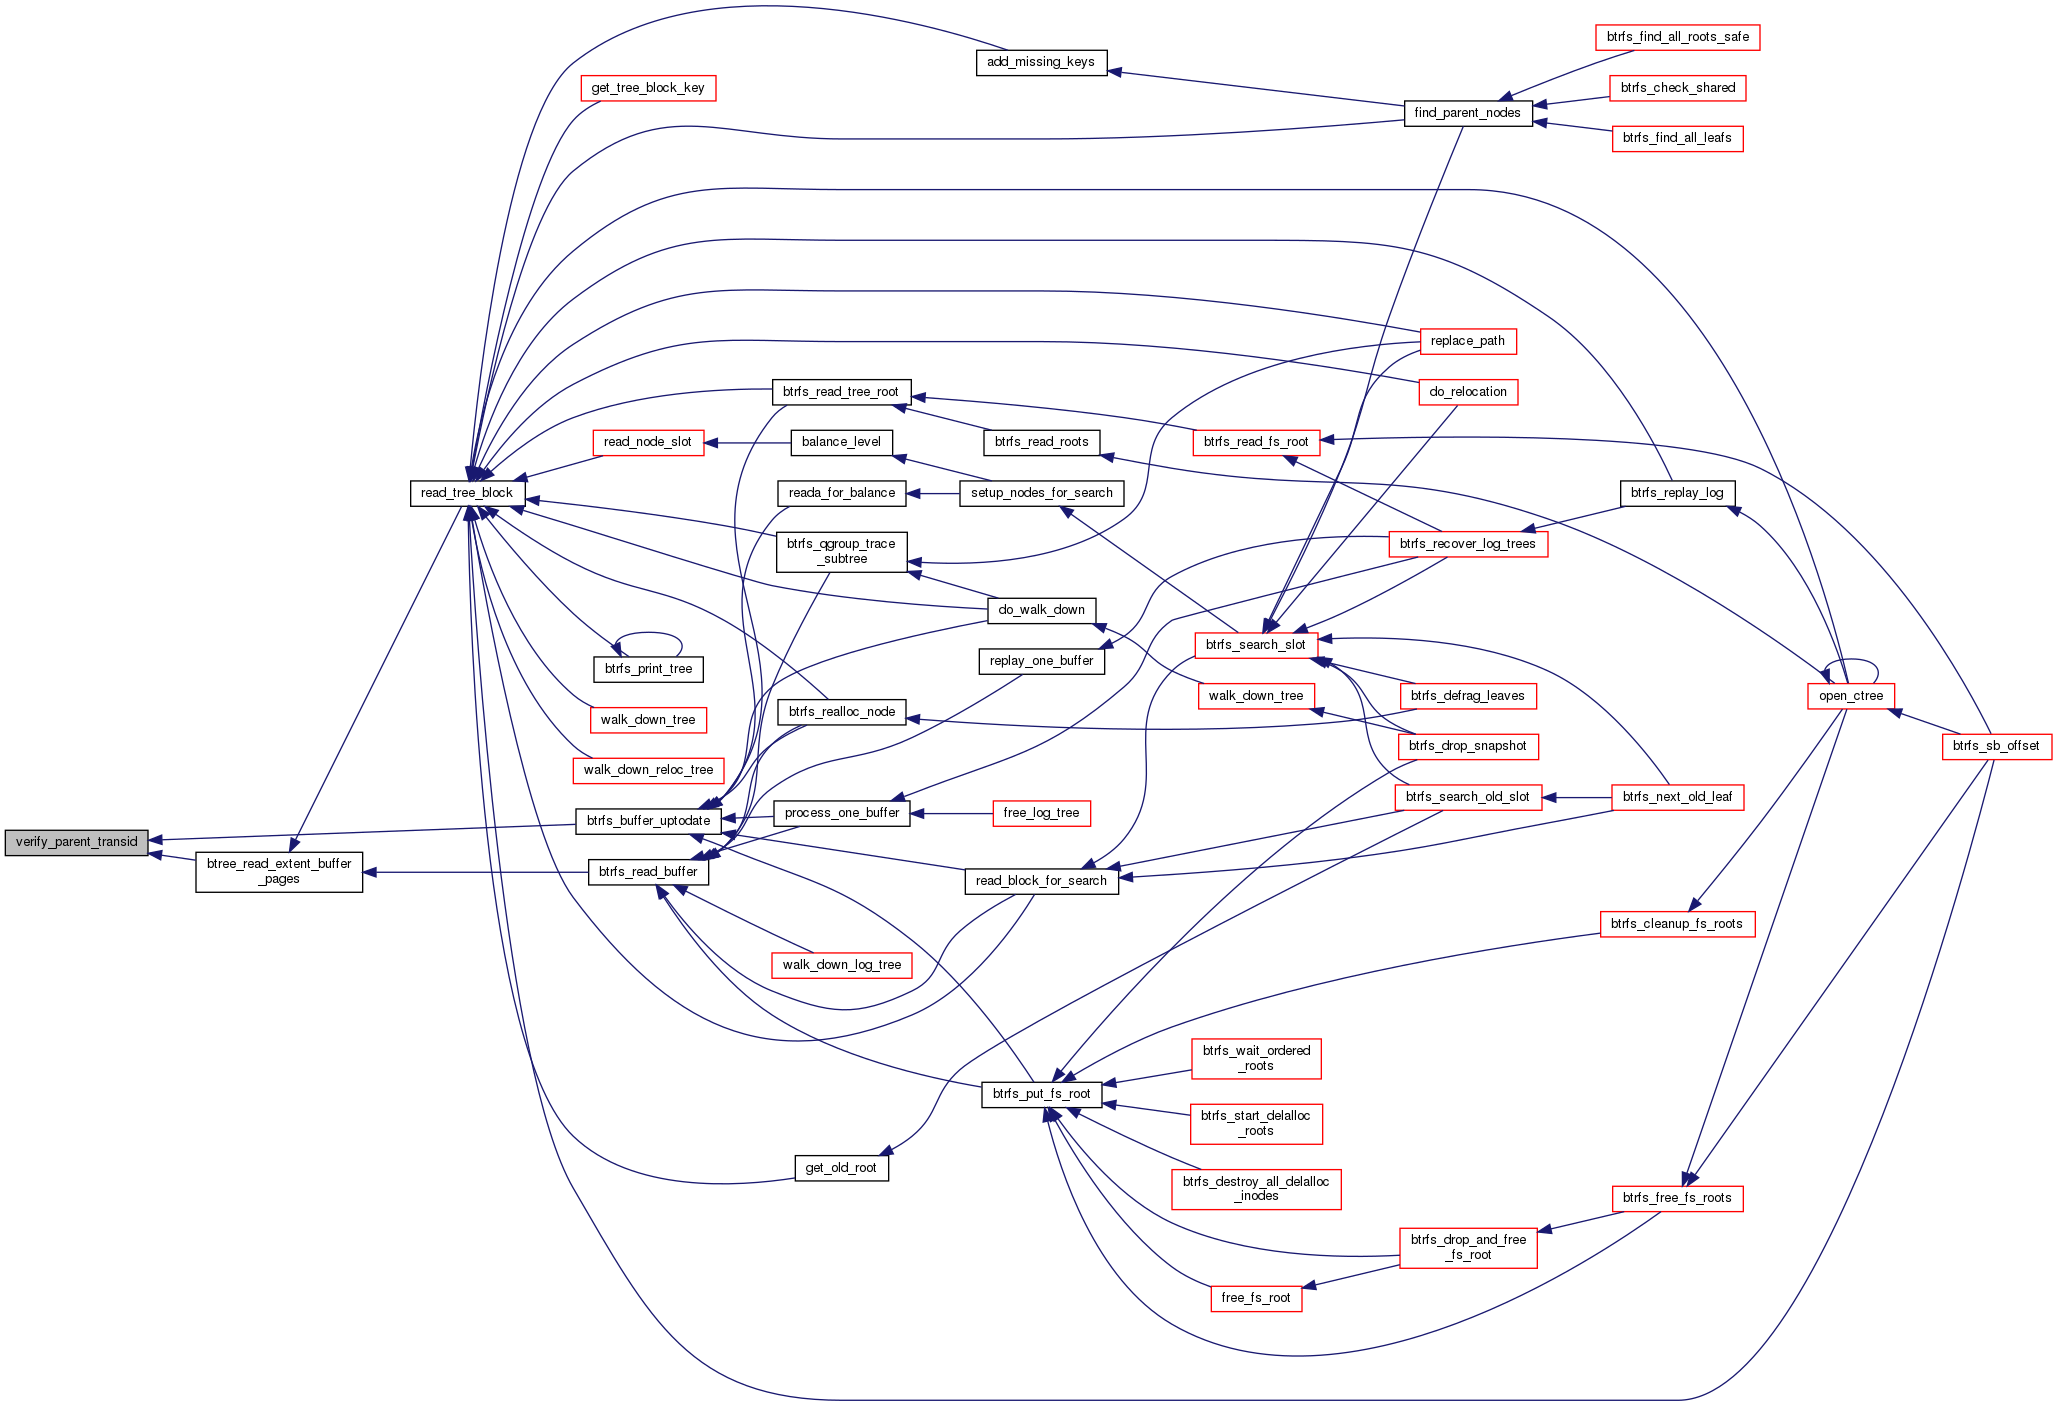 btrfs_find_all_roots_safe
add_missing_keys
get_tree_block_key
btrfs_check_shared
find_parent_nodes
btrfs_find_all_leafs
replace_path
btrfs_read_tree_root
do_relocation
read_node_slot
balance_level
btrfs_read_roots
btrfs_read_fs_root
read_tree_block
reada_for_balance
setup_nodes_for_search
btrfs_replay_log
btrfs_qgroup_trace
_subtree
btrfs_recover_log_trees
do_walk_down
btrfs_search_slot
replay_one_buffer
btrfs_print_tree
walk_down_tree
btrfs_defrag_leaves
open_ctree
walk_down_tree
btrfs_realloc_node
btrfs_drop_snapshot
btrfs_sb_offset
walk_down_reloc_tree
btrfs_search_old_slot
btrfs_next_old_leaf
btrfs_buffer_uptodate
process_one_buffer
free_log_tree
verify_parent_transid
btree_read_extent_buffer
_pages
btrfs_read_buffer
read_block_for_search
btrfs_cleanup_fs_roots
walk_down_log_tree
btrfs_wait_ordered
_roots
btrfs_put_fs_root
btrfs_start_delalloc
_roots
get_old_root
btrfs_destroy_all_delalloc
_inodes
btrfs_free_fs_roots
btrfs_drop_and_free
_fs_root
free_fs_root